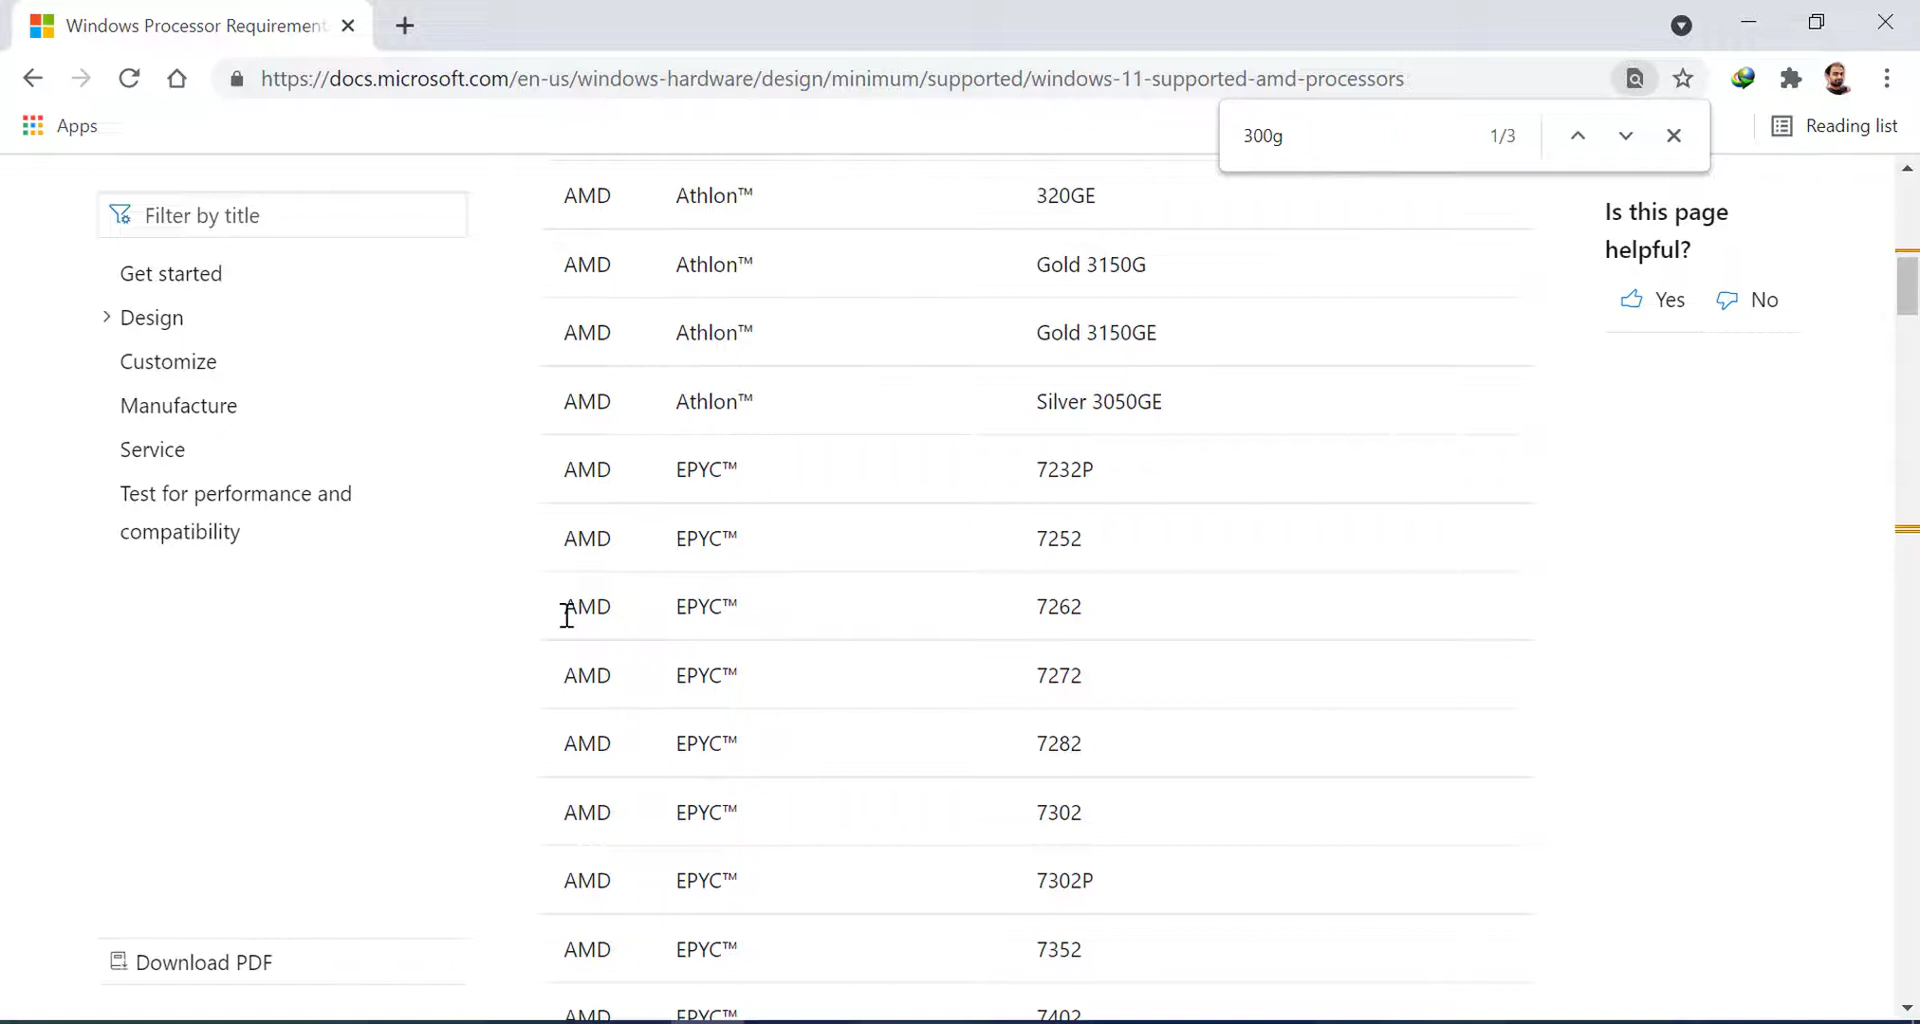 Windows Processor Requirement
https://docs.microsoft.com/en-us/windows-hardware/design/minimum/supported/windows-11-supported-amd-processors
Apps
300g 1/3
Reading list
Filter by title
Get started
Design
Customize
Manufacture
Service
Test for performance and
compatibility
Download PDF
AMD Athlon™ 320GE
AMD Athlon™ Gold 3150G
AMD Athlon™ Gold 3150GE
AMD Athlon™ Silver 3050GE
AMD EPYC™ 7232P
AMD EPYC™ 7252
AMD EPYC™ 7262
AMD EPYC™ 7272
AMD EPYC™ 7282
AMD EPYC™ 7302
AMD EPYC™ 7302P
AMD EPYC™ 7352
AMD EPYC™ 7402
Is this page
helpful?
Yes No